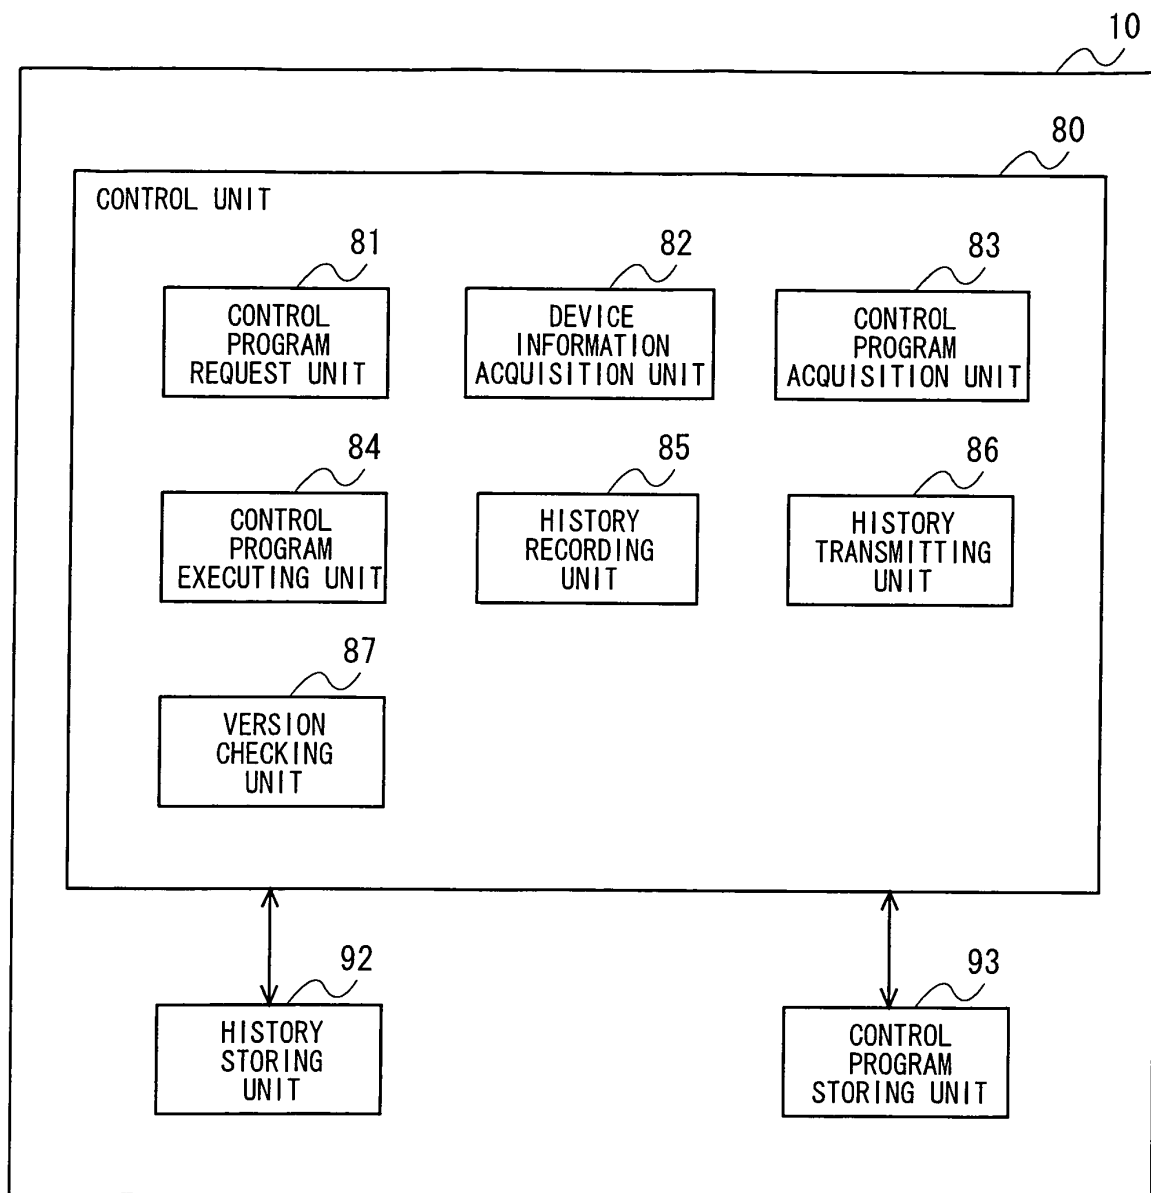 10
80
CONTROL UNIT
81
82
83
CONTROL
PROGRAM
REQUEST UNIT
DEVICE
INFORMATION
ACQUISITION UNIT
CONTROL
PROGRAM
ACQUISITION UNIT
84
85
86
CONTROL
PROGRAM
EXECUTING UNIT
HISTORY
RECORDING
UNIT
HISTORY
TRANSMITTING
UNIT
87
VERSION
CHECKING
UNIT
92
93
HISTORY
STORING
UNIT
CONTROL
PROGRAM
STORING UNIT